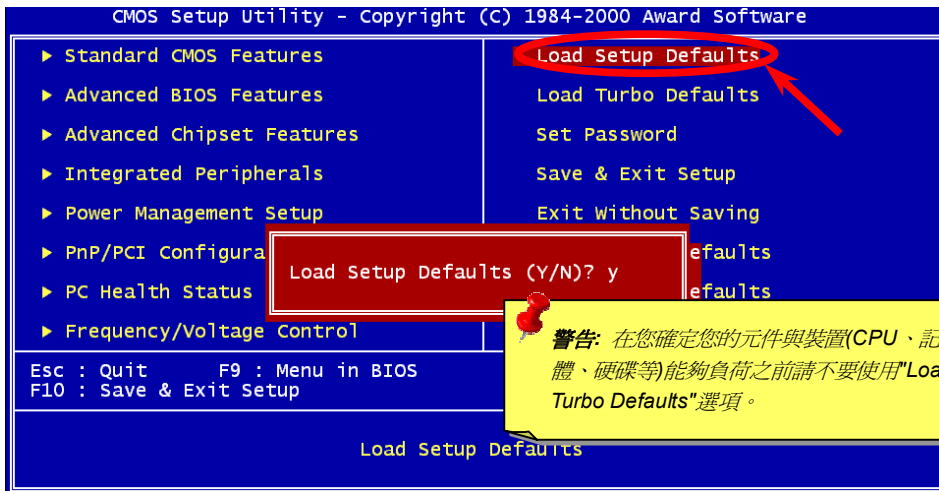 CMOS Setup Utility - Copyright (C) 1984-2000 Award Software
▶ Standard CMOS Features
▶ Advanced BIOS Features
▶ Advanced Chipset Features
▶ Integrated Peripherals
▶ Power Management Setup
▶ PnP/PCI Configura
▶ PC Health Status
▶ Frequency/Voltage Control
Load Setup Defaults
Load Turbo Defaults
Set Password
Save & Exit Setup
Exit Without Saving
efaults
efaults
Load Setup Defaults (Y/N)? y
警告: 在您確定您的元件與裝置(CPU、記
體、硬碟等)能夠負荷之前請不要使用"Loa
Turbo Defaults"選項。
Esc : Quit F9 : Menu in BIOS
F10 : Save & Exit Setup
Load Setup Defaults